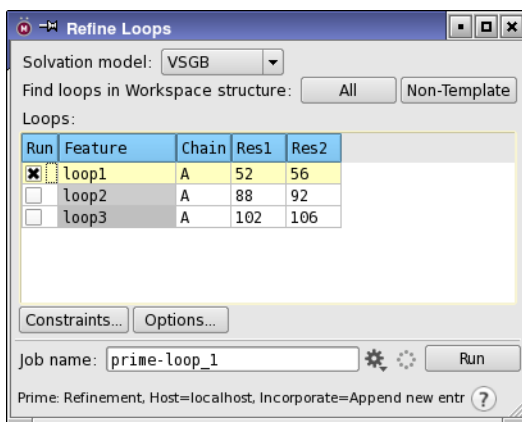 Refine Loops
Solvation model: VSGB
Find loops in Workspace structure: All Non-Template
Loops:
Run Feature Chain Res1 Res2
loop1 A 52 56
loop2 A 88 92
loop3 A 102 106
Constraints... Options...
Job name: prime-loop_1 Run
Prime: Refinement, Host=localhost, Incorporate=Append new entr ?